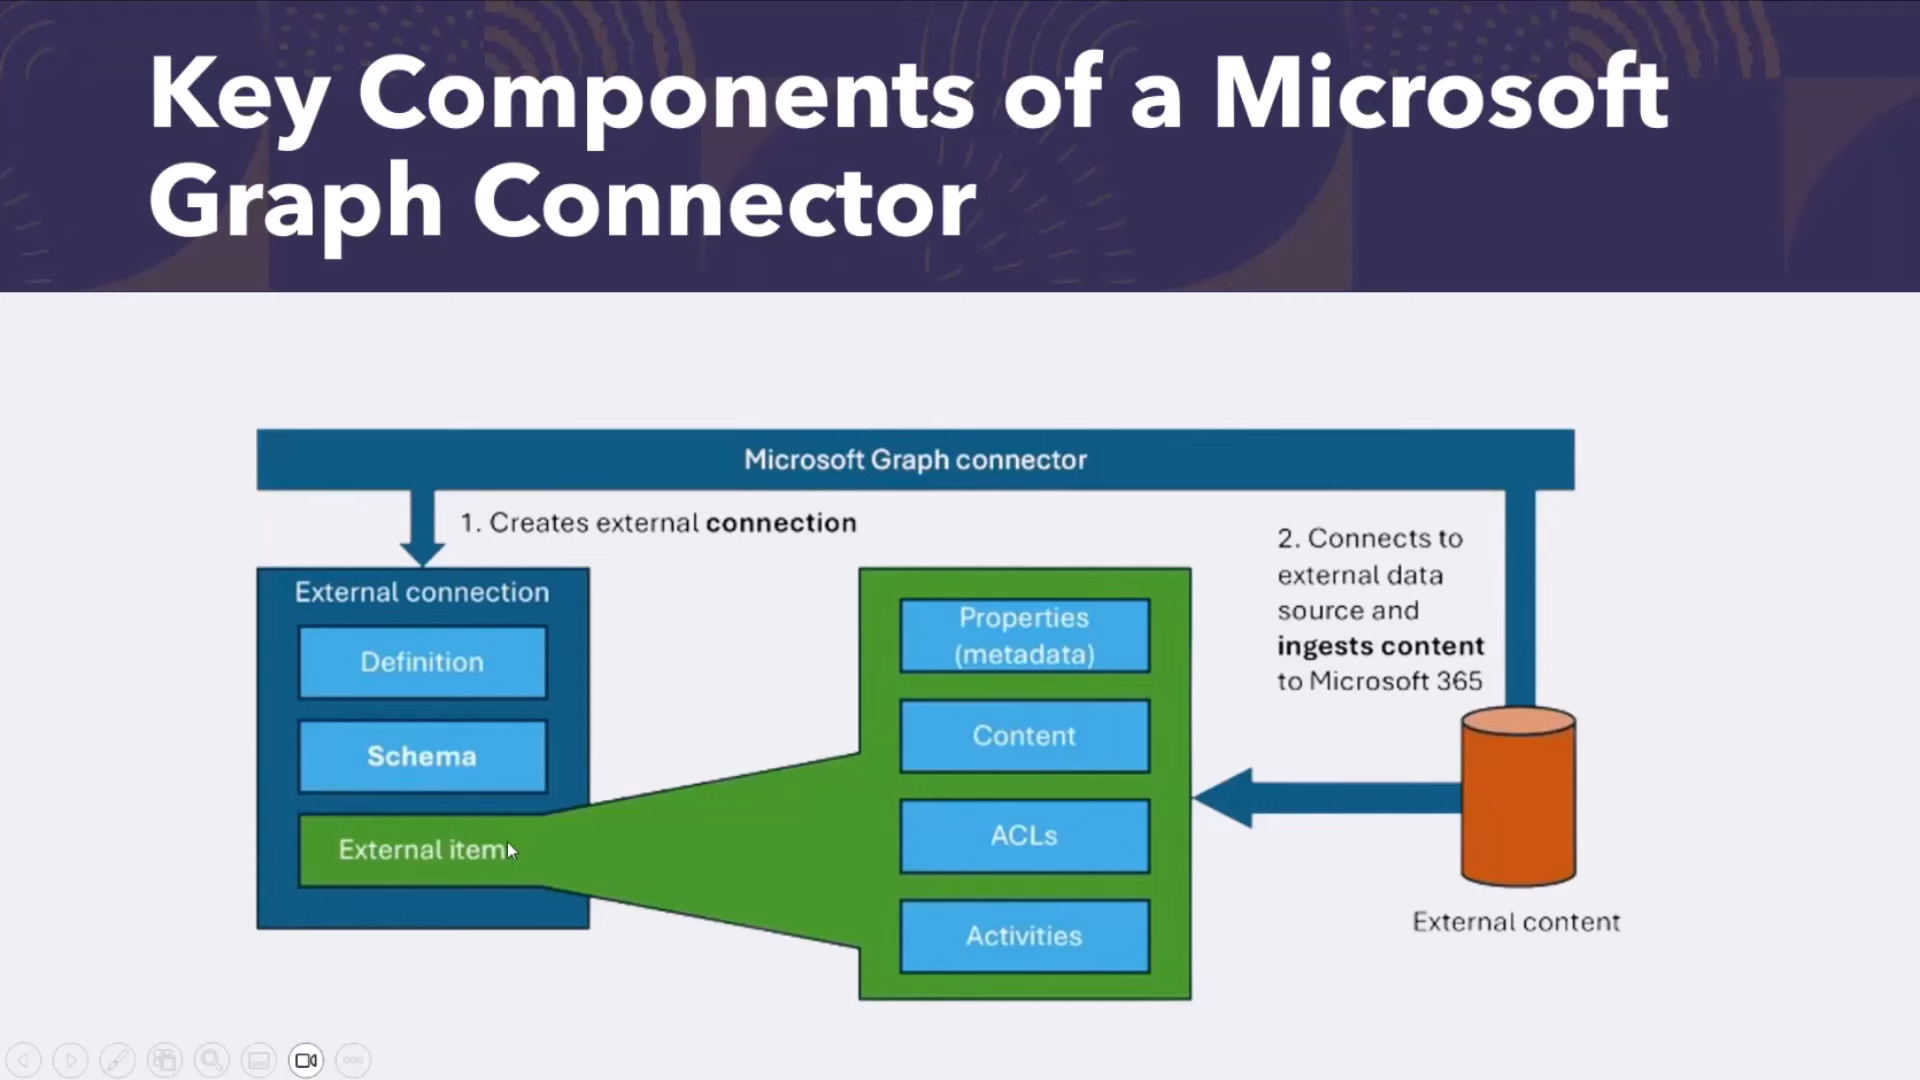 Key Components of a Microsoft
Graph Connector
Microsoft Graph connector
1. Creates external connection
2. Connects to
external data
source and
ingests content
to Microsoft 365
External connection
Definition
Schema
External item
Properties
(metadata)
Content
ACLs
Activities
External content